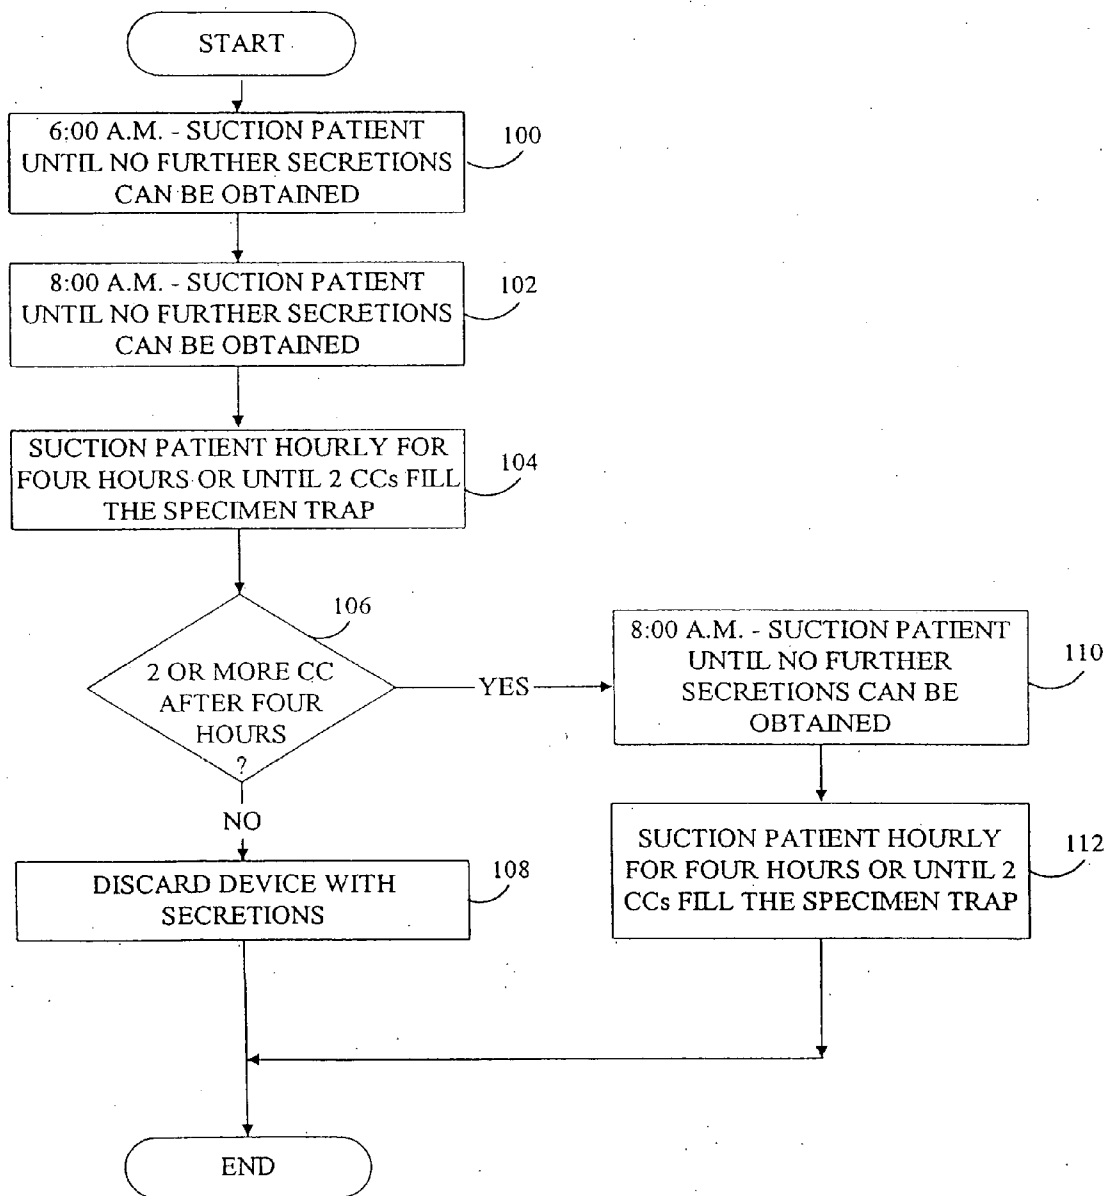 START
6:00 A.M. - SUCTION PATIENT
UNTIL NO FURTHER SECRETIONS
CAN BE OBTAINED
100
8:00 A.M. - SUCTION PATIENT
UNTIL NO FURTHER SECRETIONS
CAN BE OBTAINED
102
SUCTION PATIENT HOURLY FOR
FOUR HOURS OR UNTIL 2 CCs FILL
THE SPECIMEN TRAP
104
106
2 OR MORE CC
AFTER FOUR
HOURS
?
YES
8:00 A.M. - SUCTION PATIENT
UNTIL NO FURTHER
SECRETIONS CAN BE
OBTAINED
110
NO
SUCTION PATIENT HOURLY
FOR FOUR HOURS OR UNTIL 2
CCs FILL THE SPECIMEN TRAP
112
DISCARD DEVICE WITH
SECRETIONS
108
END